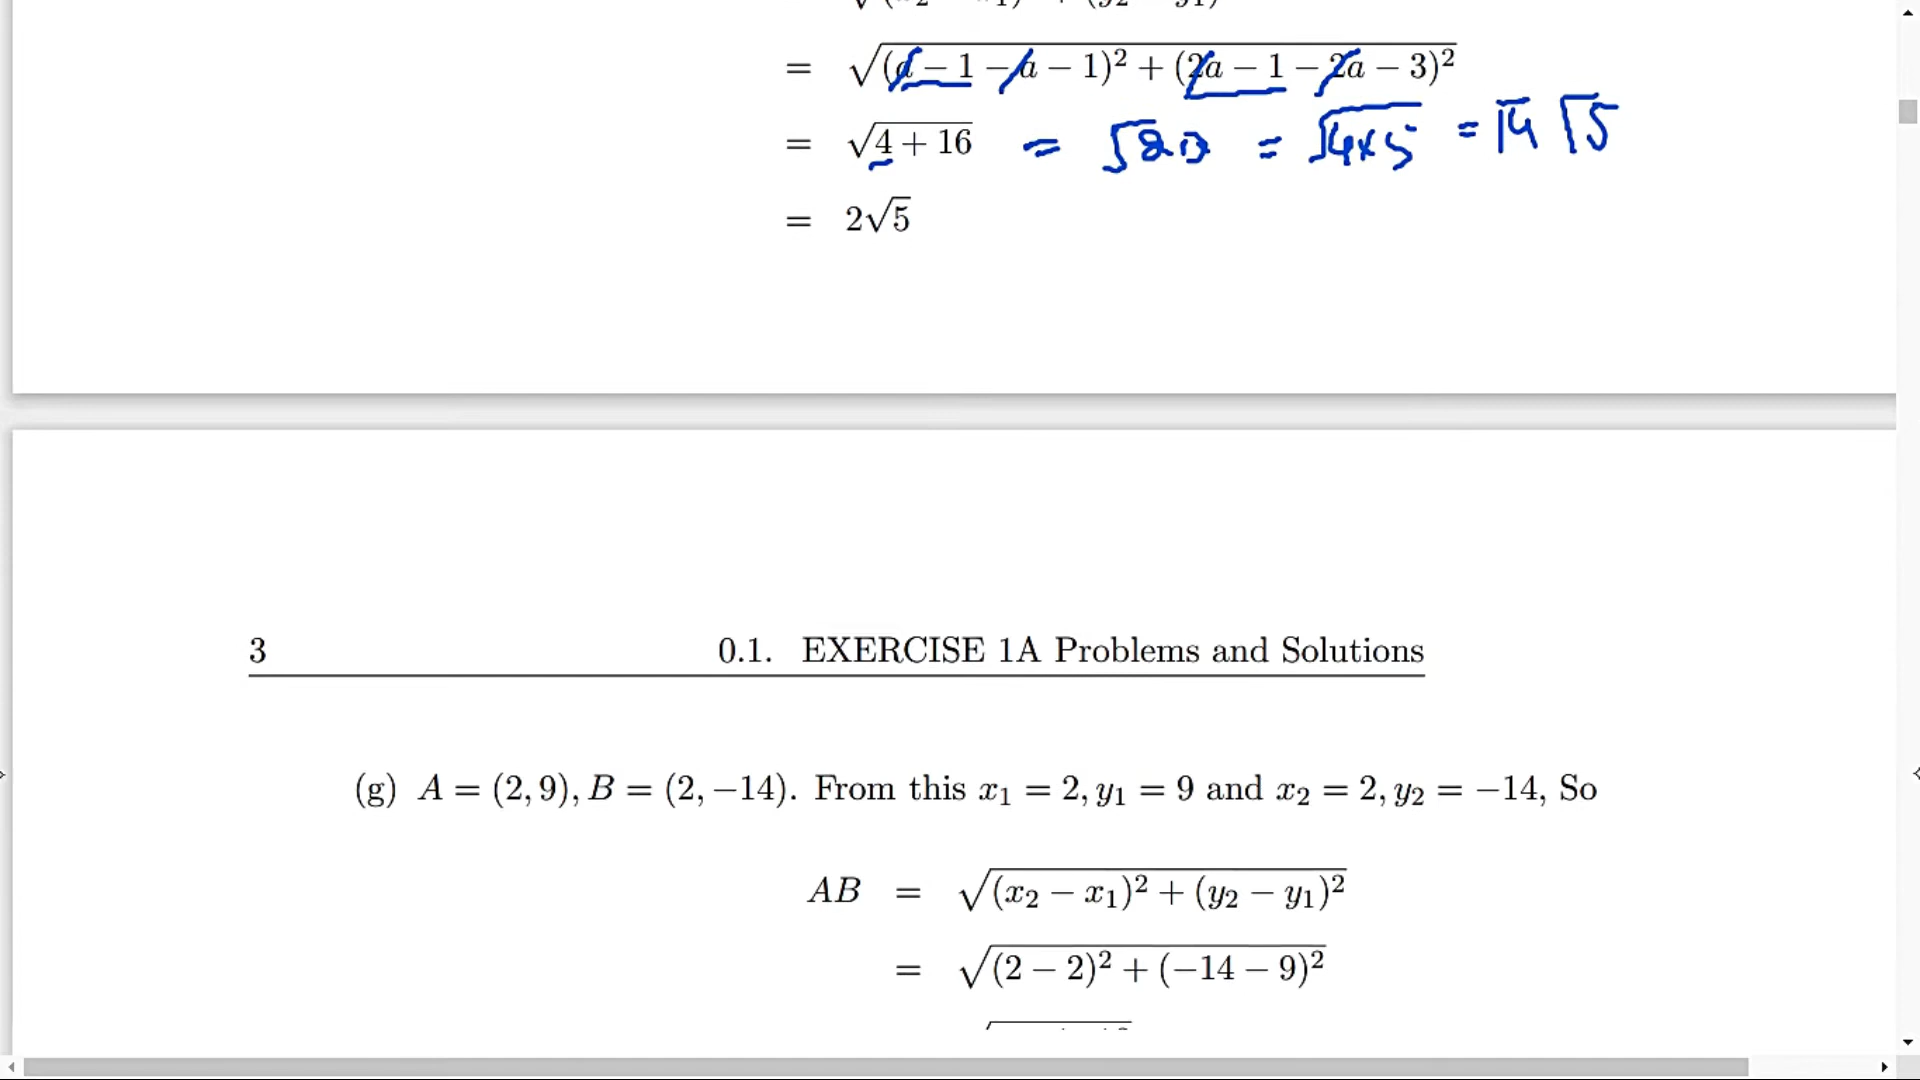 = √(a − 1 − a − 1)² + (2a − 1 − 2a − 3)²
= √4 + 16 = √20 = √4×5 = √4 √5
= 2√5
3 0.1. EXERCISE 1A Problems and Solutions
(g) A = (2, 9), B = (2, −14). From this x₁ = 2, y₁ = 9 and x₂ = 2, y₂ = −14, So
AB = √(x₂ − x₁)² + (y₂ − y₁)²
= √(2 − 2)² + (−14 − 9)²